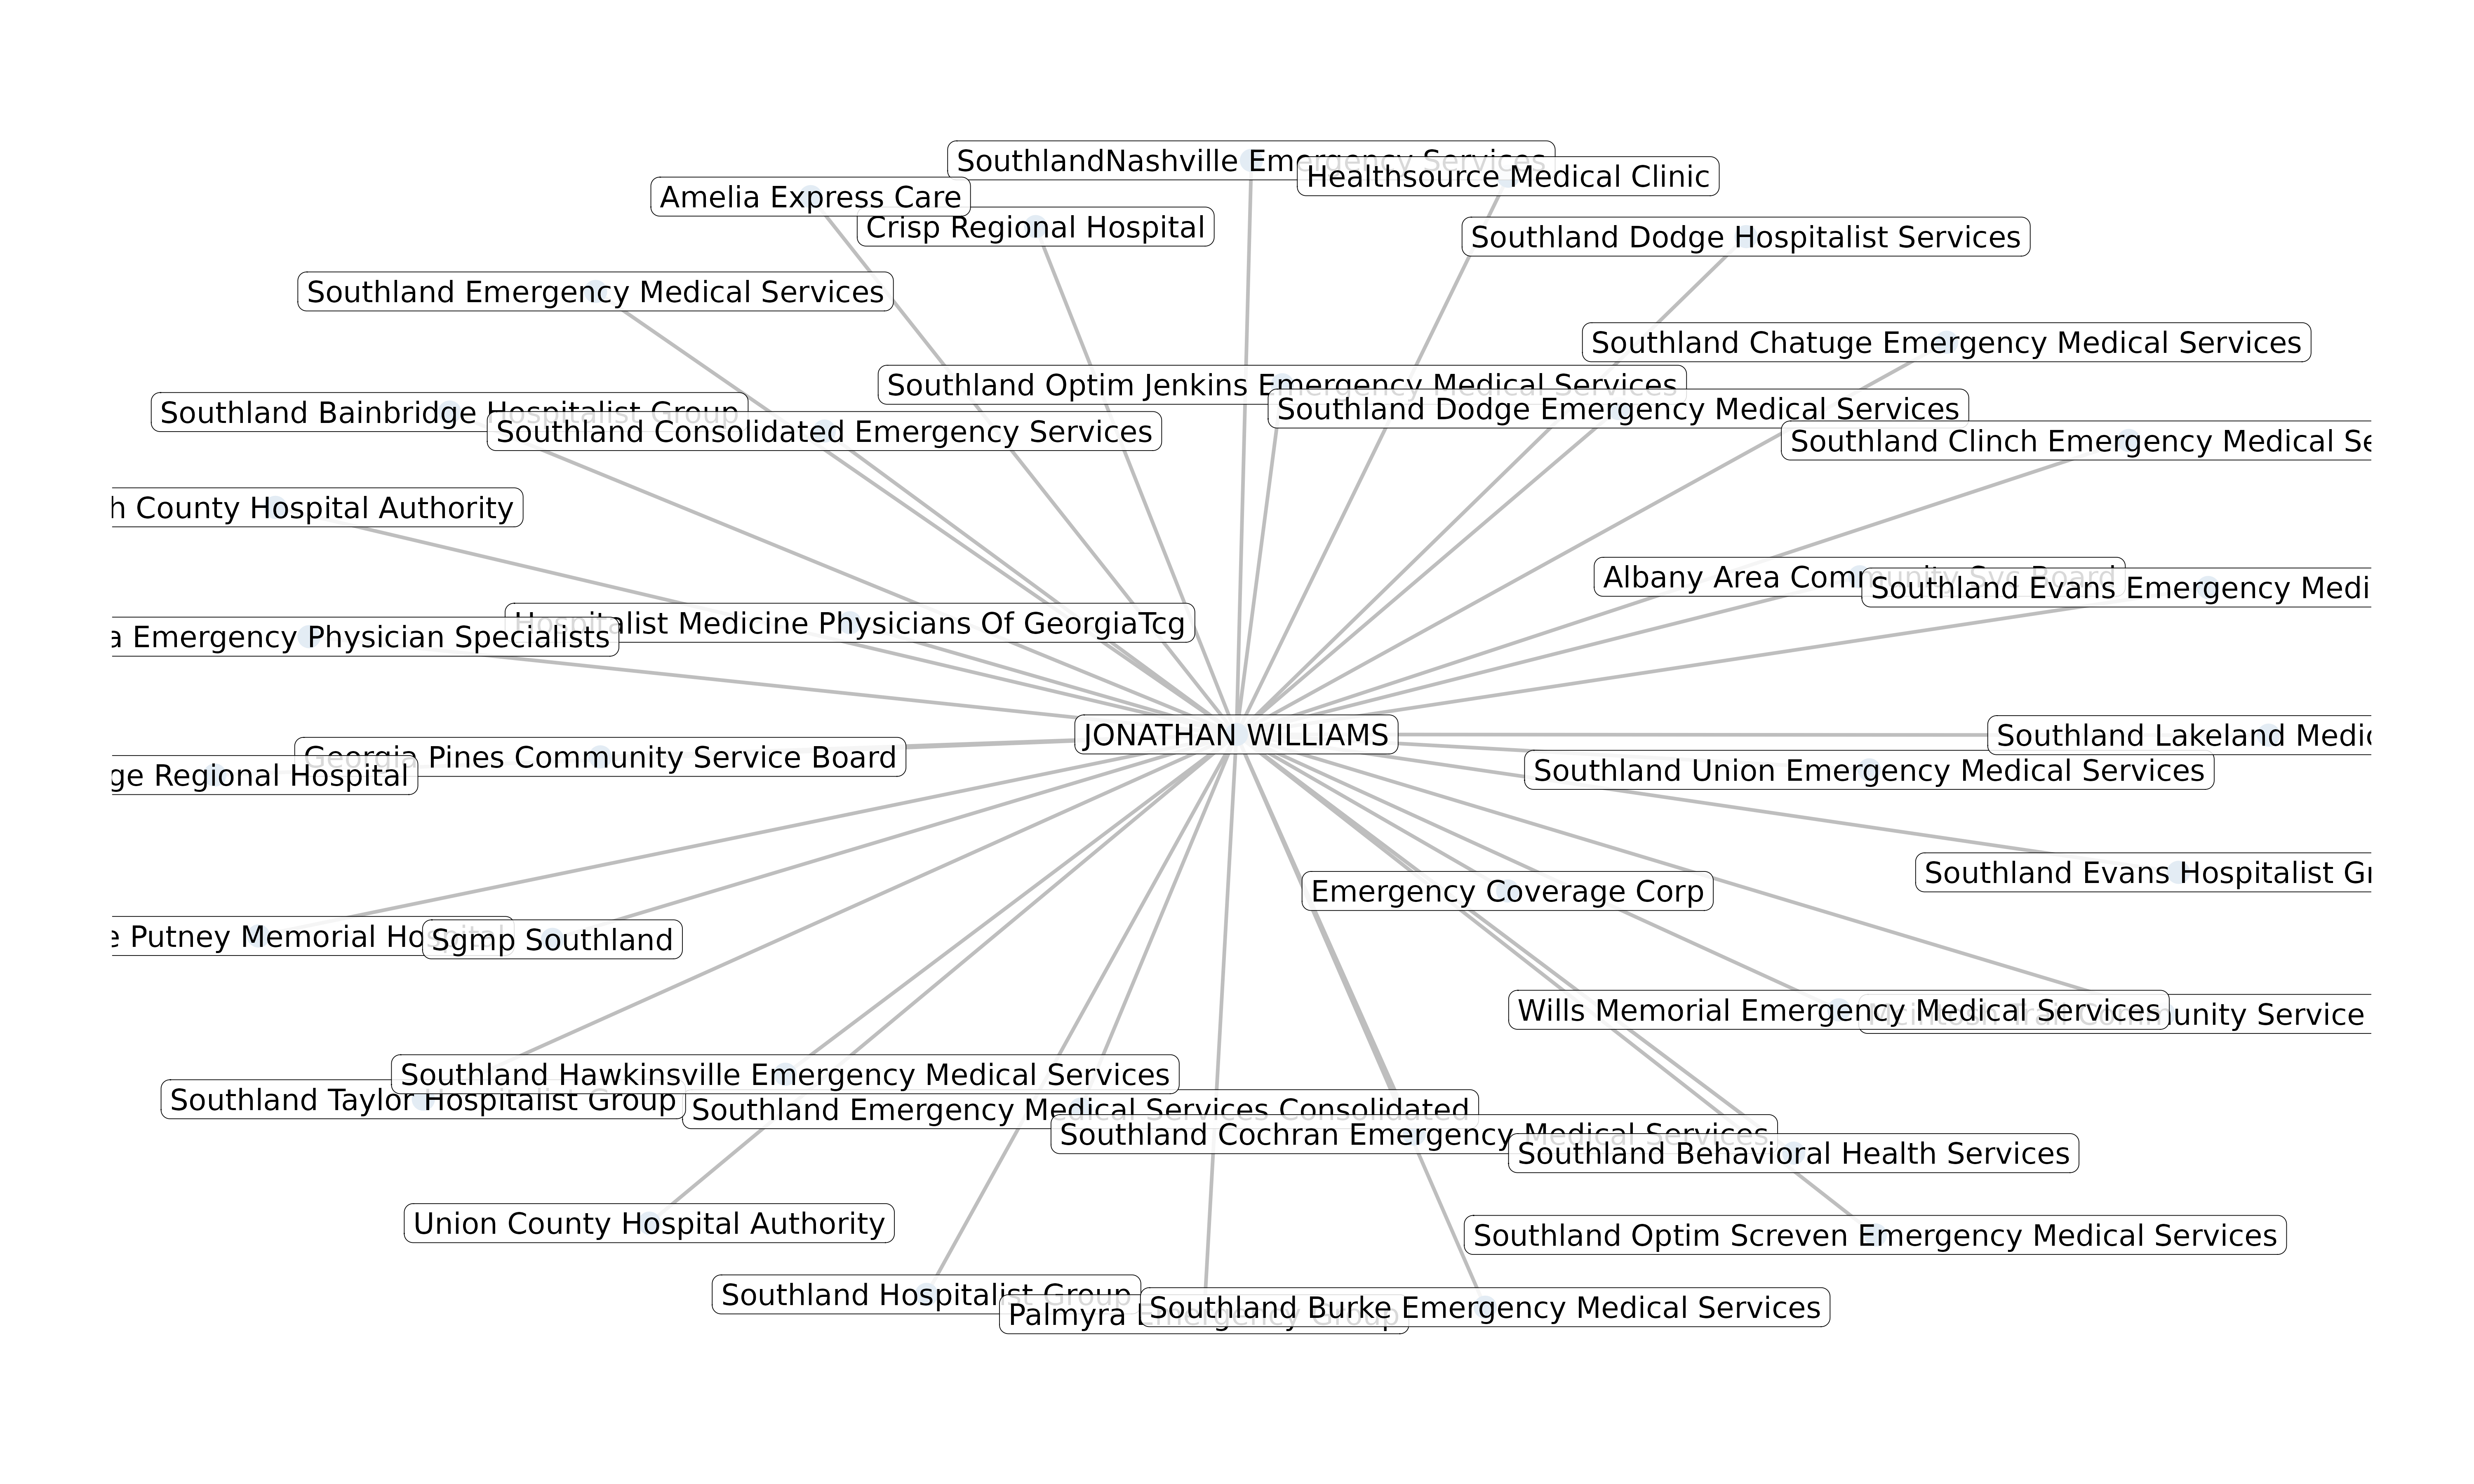 SouthlandNashville Emergency Services
Healthsource Medical Clinic
Amelia Express Care
Crisp Regional Hospital
Southland Dodge Hospitalist Services
Southland Emergency Medical Services
Southland Chatuge Emergency Medical Services
Southland Optim Jenkins Emergency Medical Services
Southland Dodge Emergency Medical Services
Southland Bainbridge Hospitalist Group
Southland Consolidated Emergency Services
Southland Clinch Emergency Medical Se
h County Hospital Authority
Albany Area Community Svc Board
Southland Evans Emergency Medi
Hospitalist Medicine Physicians Of GeorgiaTcg
a Emergency Physician Specialists
JONATHAN WILLIAMS
Southland Lakeland Medic
Georgia Pines Community Service Board
Southland Union Emergency Medical Services
ge Regional Hospital
Southland Evans Hospitalist Gr
Emergency Coverage Corp
e Putney Memorial Hospital
Sgmp Southland
Wills Memorial Emergency Medical Services
McIntosh Trail Community Service
Southland Hawkinsville Emergency Medical Services
Southland Taylor Hospitalist Group
Southland Emergency Medical Services Consolidated
Southland Cochran Emergency Medical Services
Southland Behavioral Health Services
Union County Hospital Authority
Southland Optim Screven Emergency Medical Services
Southland Hospitalist Group
Palmyra Emergency Group
Southland Burke Emergency Medical Services